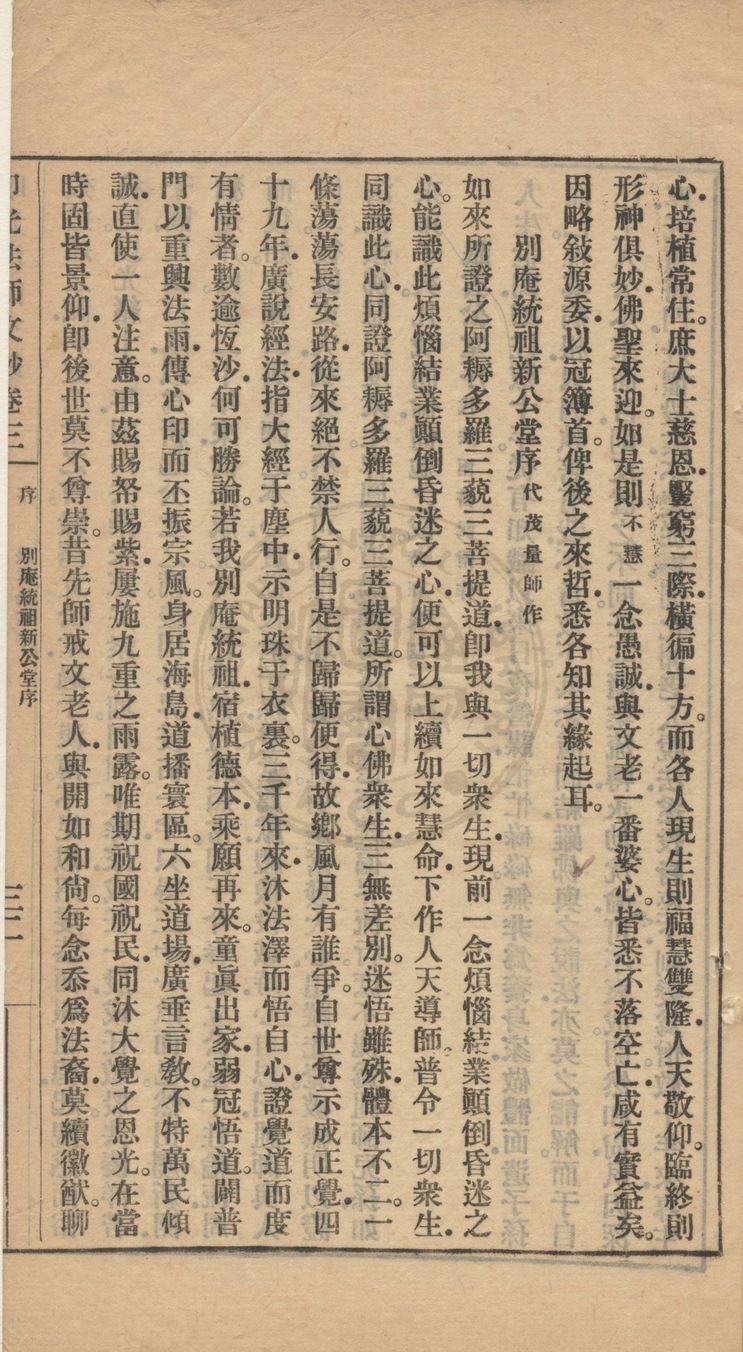 心.培植常住。庶大士慈恩.豎窮三際.橫徧十方。而各人現生則福慧雙隆.人天敬仰。臨終則
形神俱妙.佛聖來迎。如是則不慧一念愚誠.與文老一番婆心.皆悉不落空亡.咸有實益矣。
因略敍源委.以冠簿首。俾後之來哲.悉各知其緣起耳。
別庵統祖新公堂序代茂量師作
如來所證之阿耨多羅三藐三菩提道.卽我與一切衆生.現前一念煩惱結業顚倒昏迷之
心。能識此煩惱結業顚倒昏迷之心.便可以上續如來慧命.下作人天導師。普令一切衆生.
同識此心.同證阿耨多羅三藐三菩提道。所謂心佛衆生.三無差別。迷悟雖殊.體本不二。一
條蕩蕩長安路.從來絕不禁人行。自是不歸歸便得.故鄉風月有誰爭。自世尊示成正覺.四
十九年.廣說經法.指大經于塵中.示明珠于衣裏。三千年來.沐法澤而悟自心.證覺道而度
有情者.數逾恆沙.何可勝論。若我別庵統祖.宿植德本.乘願再來。童眞出家.弱冠悟道。闢普
門以重興法雨.傳心印而丕振宗風。身居海島.道播寰區。六坐道場.廣垂言敎。不特萬民傾
誠.直使一人注意。由茲賜帑賜紫.屢施九重之雨露。唯期祝國祝民.同沐大覺之恩光。在當
時固皆景仰.卽後世莫不尊崇。昔先師戒文老人.與開如和尙。每念忝爲法裔.莫續徽猷。聊
印光法師文鈔卷三 序 別庵統祖新公堂序